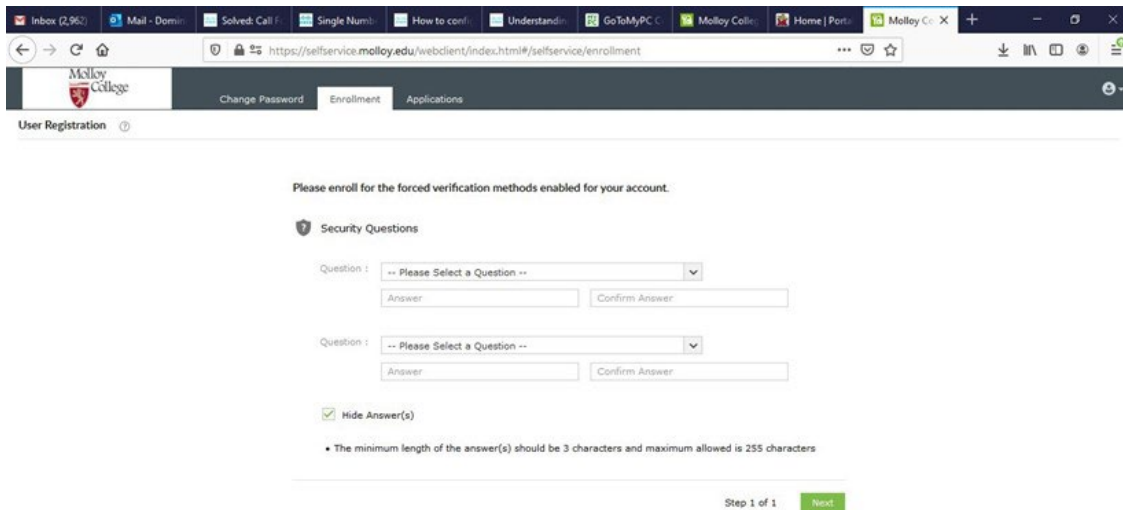 Inbox (2,962) Mail - Domin Solved: Call F Single Numb How to confi Understandin GoToMyPC C Molloy Colleg Home | Porta Molloy Co
https://selfservice.molloy.edu/webclient/index.html#/selfservice/enrollment
Molloy
College
Change Password Enrollment Applications
User Registration
Please enroll for the forced verification methods enabled for your account.
Security Questions
Question : -- Please Select a Question --
Answer Confirm Answer
Question : -- Please Select a Question --
Answer Confirm Answer
Hide Answer(s)
• The minimum length of the answer(s) should be 3 characters and maximum allowed is 255 characters
Step 1 of 1 Next